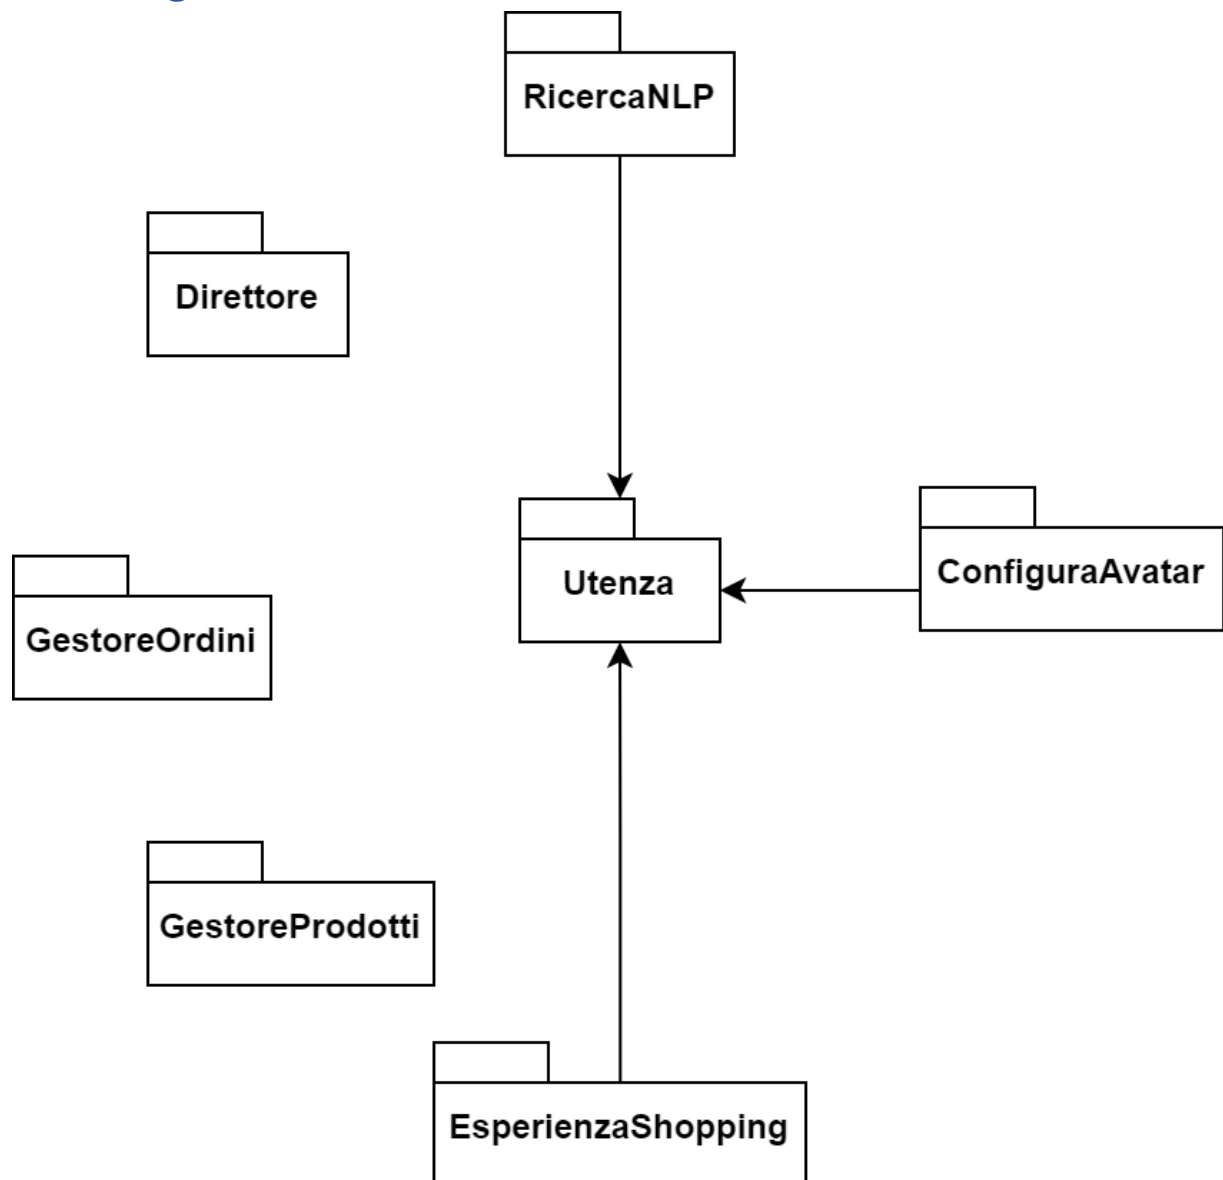 RicercaNLP
Direttore
Utenza
ConfiguraAvatar
GestoreOrdini
GestoreProdotti
EsperienzaShopping